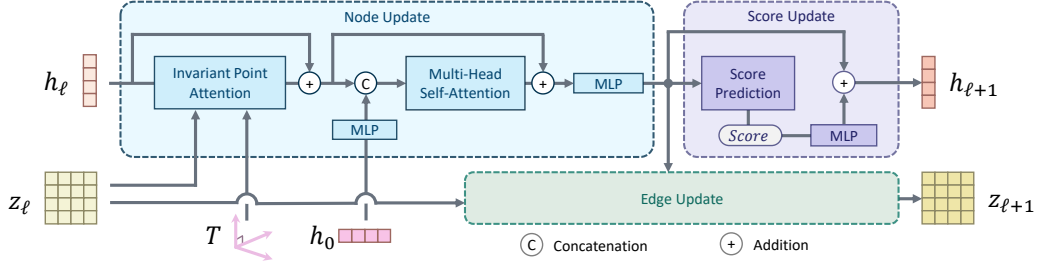 Node Update
Score Update
h_ℓ
Invariant Point
Attention
+
C
Multi-Head
Self-Attention
+
MLP
Score
Prediction
+
h_{ℓ+1}
MLP
Score
MLP
z_ℓ
Edge Update
z_{ℓ+1}
T
h_0
C Concatenation
+ Addition